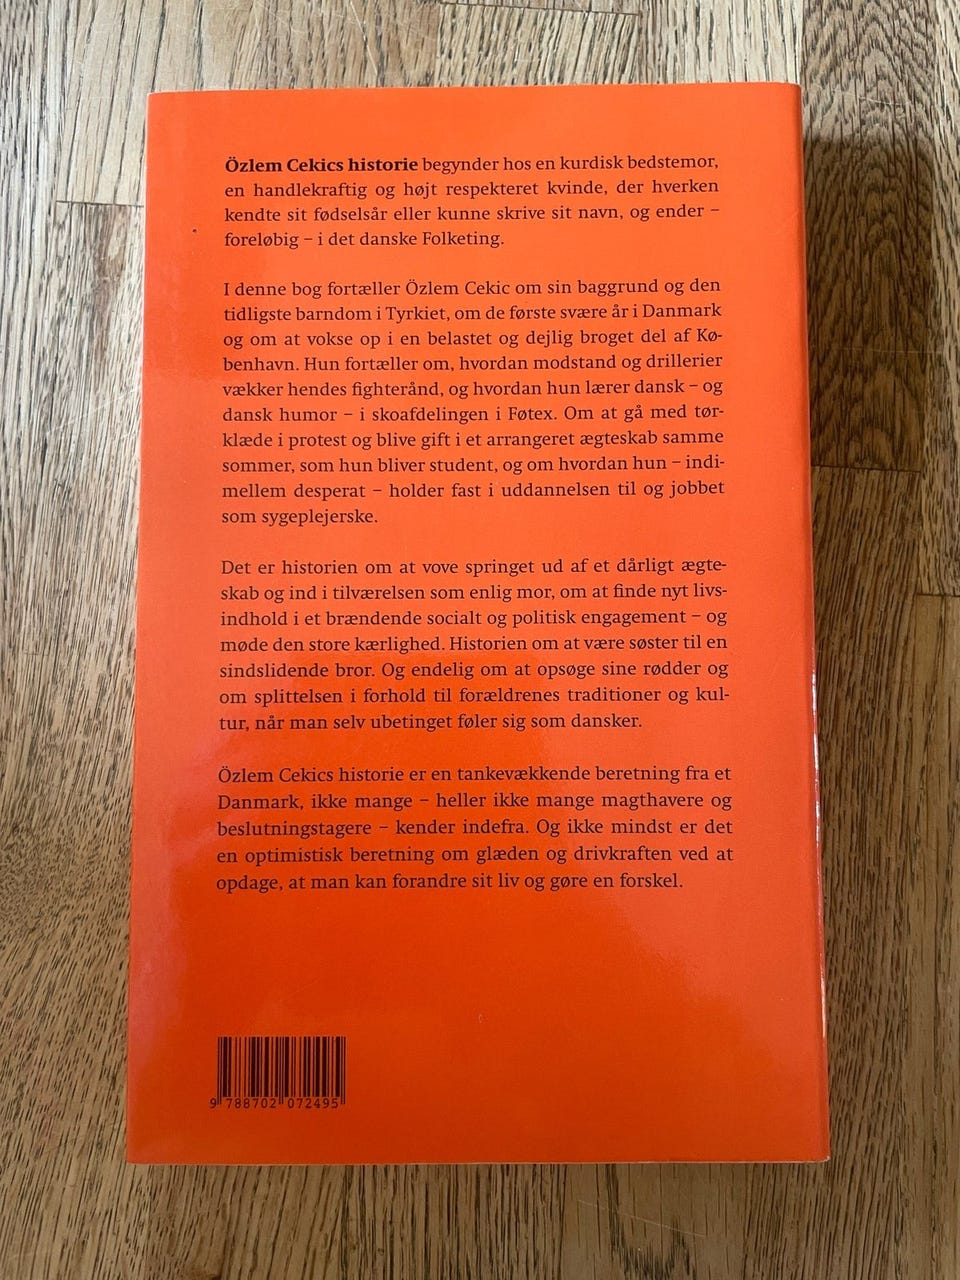 Özlem Cekics historie begynder hos en kurdisk bedstemor,
en handlekraftig og højt respekteret kvinde, der hverken
kendte sit fødselsår eller kunne skrive sit navn, og ender –
foreløbig – i det danske Folketing.
I denne bog fortæller Özlem Cekic om sin baggrund og den
tidligste barndom i Tyrkiet, om de første svære år i Danmark
og om at vokse op i en belastet og dejlig broget del af Kø-
benhavn. Hun fortæller om, hvordan modstand og drillerier
vækker hendes fighterånd, og hvordan hun lærer dansk – og
dansk humor – i skoafdelingen i Føtex. Om at gå med tør-
klæde i protest og blive gift i et arrangeret ægteskab samme
sommer, som hun bliver student, og om hvordan hun – indi-
mellem desperat – holder fast i uddannelsen til og jobbet
som sygeplejerske.
Det er historien om at vove springet ud af et dårligt ægte-
skab og ind i tilværelsen som enlig mor, om at finde nyt livs-
indhold i et brændende socialt og politisk engagement – og
møde den store kærlighed. Historien om at være søster til en
sindslidende bror. Og endelig om at opsøge sine rødder og
om splittelsen i forhold til forældrenes traditioner og kul-
tur, når man selv ubetinget føler sig som dansker.
Özlem Cekics historie er en tankevækkende beretning fra et
Danmark, ikke mange – heller ikke mange magthavere og
beslutningstagere – kender indefra. Og ikke mindst er det
en optimistisk beretning om glæden og drivkraften ved at
opdage, at man kan forandre sit liv og gøre en forskel.
9 788702 072495